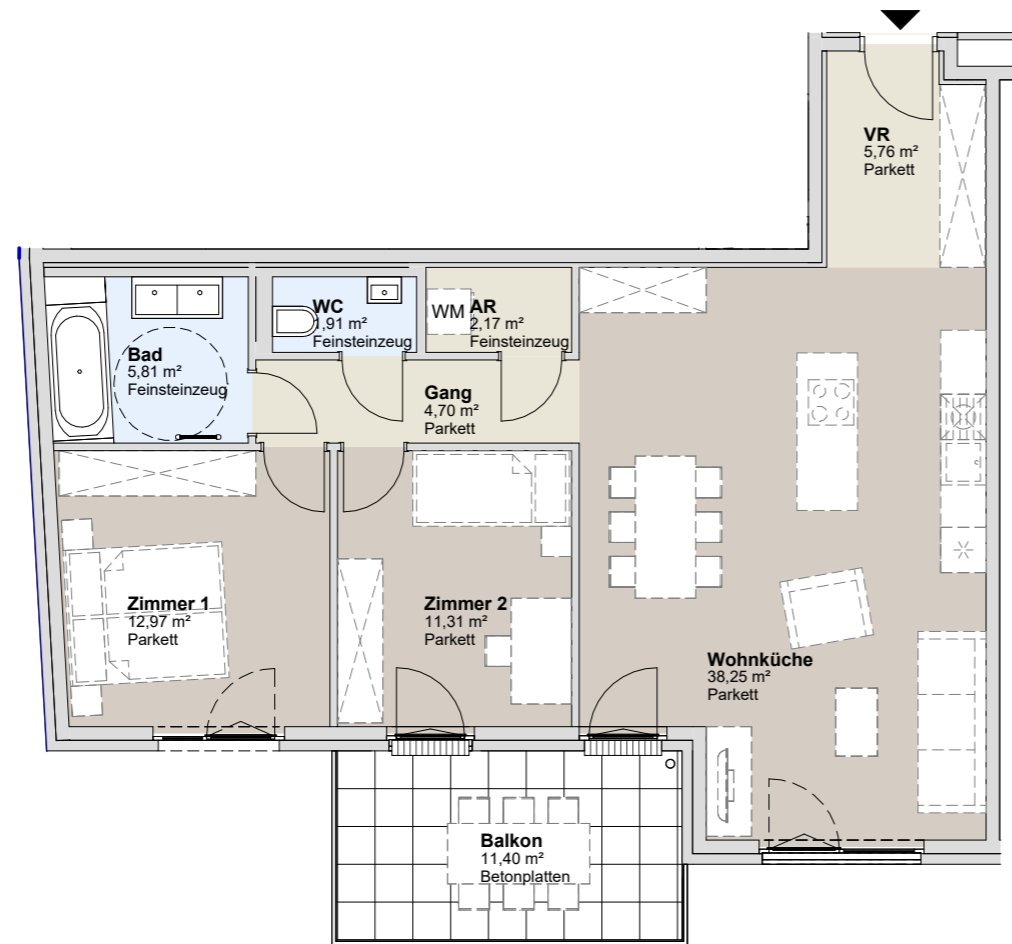 VR
5,76 m²
Parkett
WC
1,91 m²
Feinsteinzeug
WM
AR
2,17 m²
Feinsteinzeug
Bad
5,81 m²
Feinsteinzeug
Gang
4,70 m²
Parkett
Zimmer 1
12,97 m²
Parkett
Zimmer 2
11,31 m²
Parkett
Wohnküche
38,25 m²
Parkett
Balkon
11,40 m²
Betonplatten